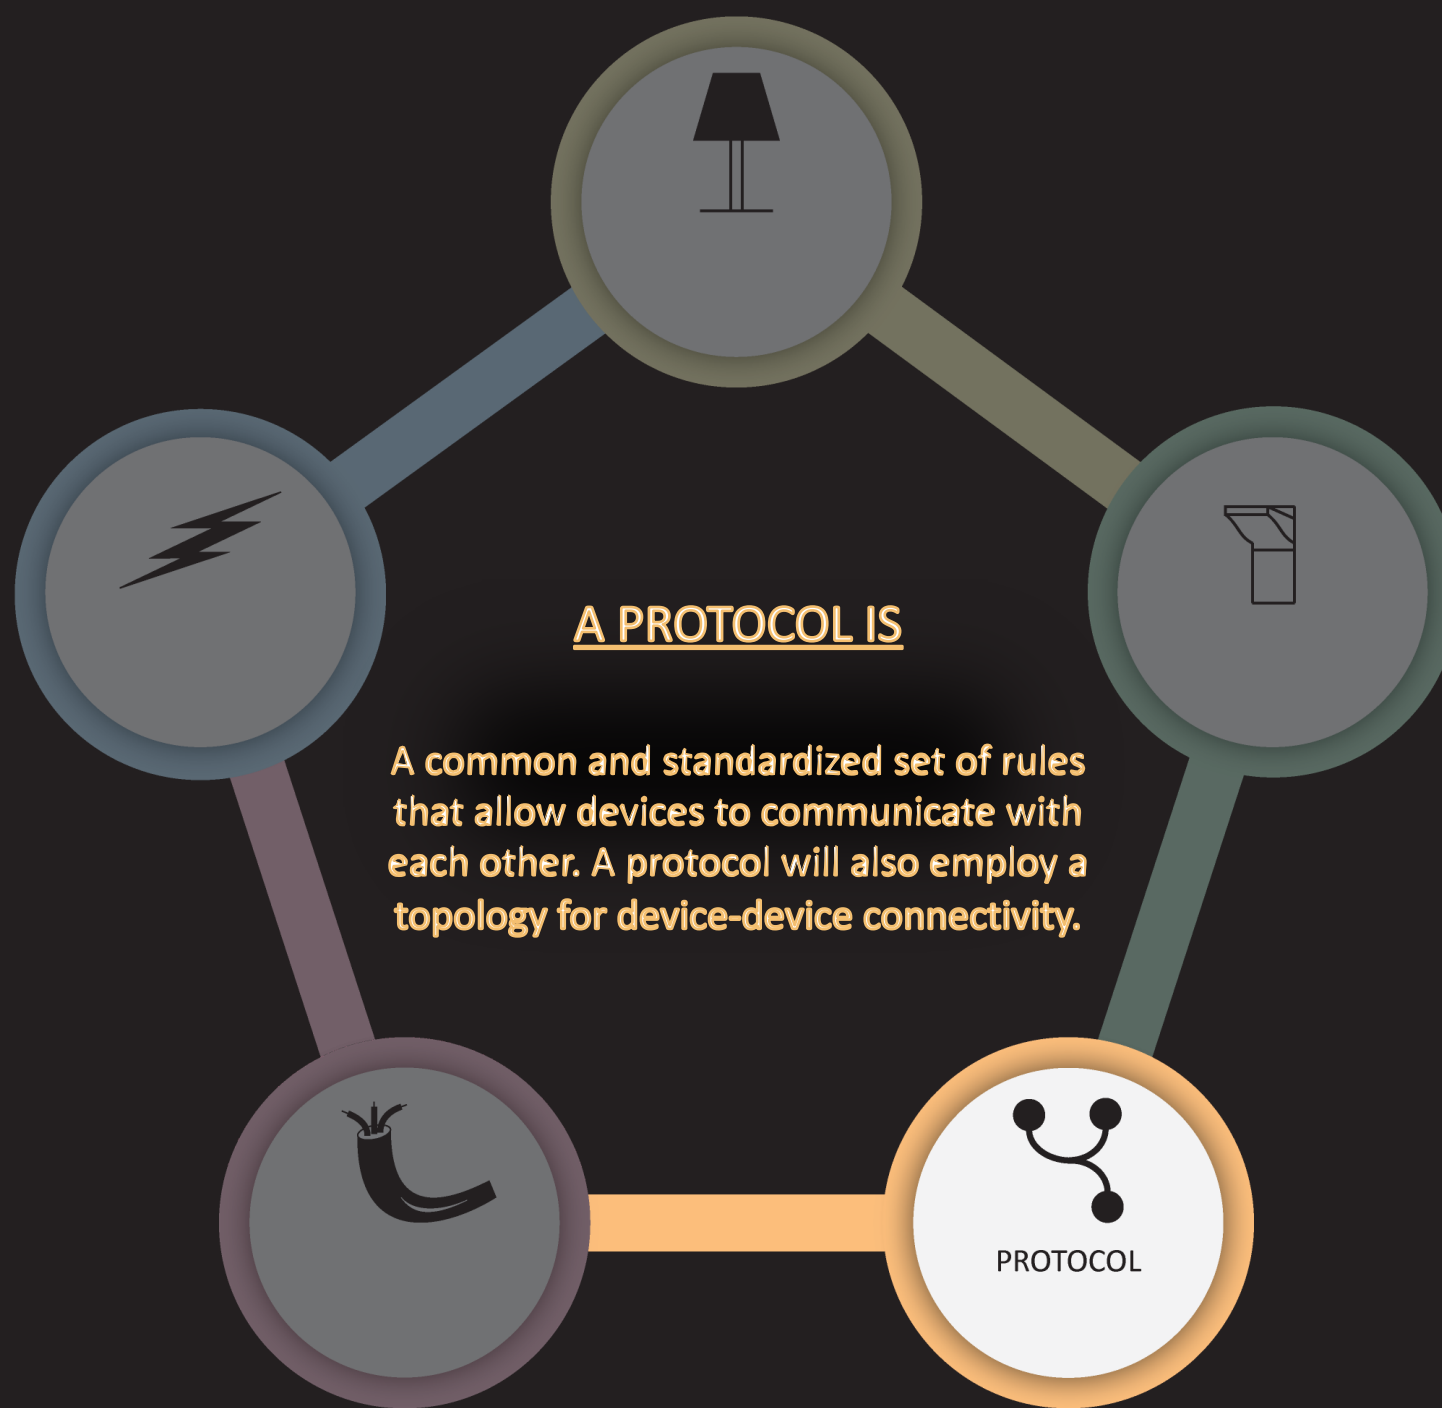 A PROTOCOL IS
A common and standardized set of rules
that allow devices to communicate with
each other. A protocol will also employ a
topology for device-device connectivity.
PROTOCOL